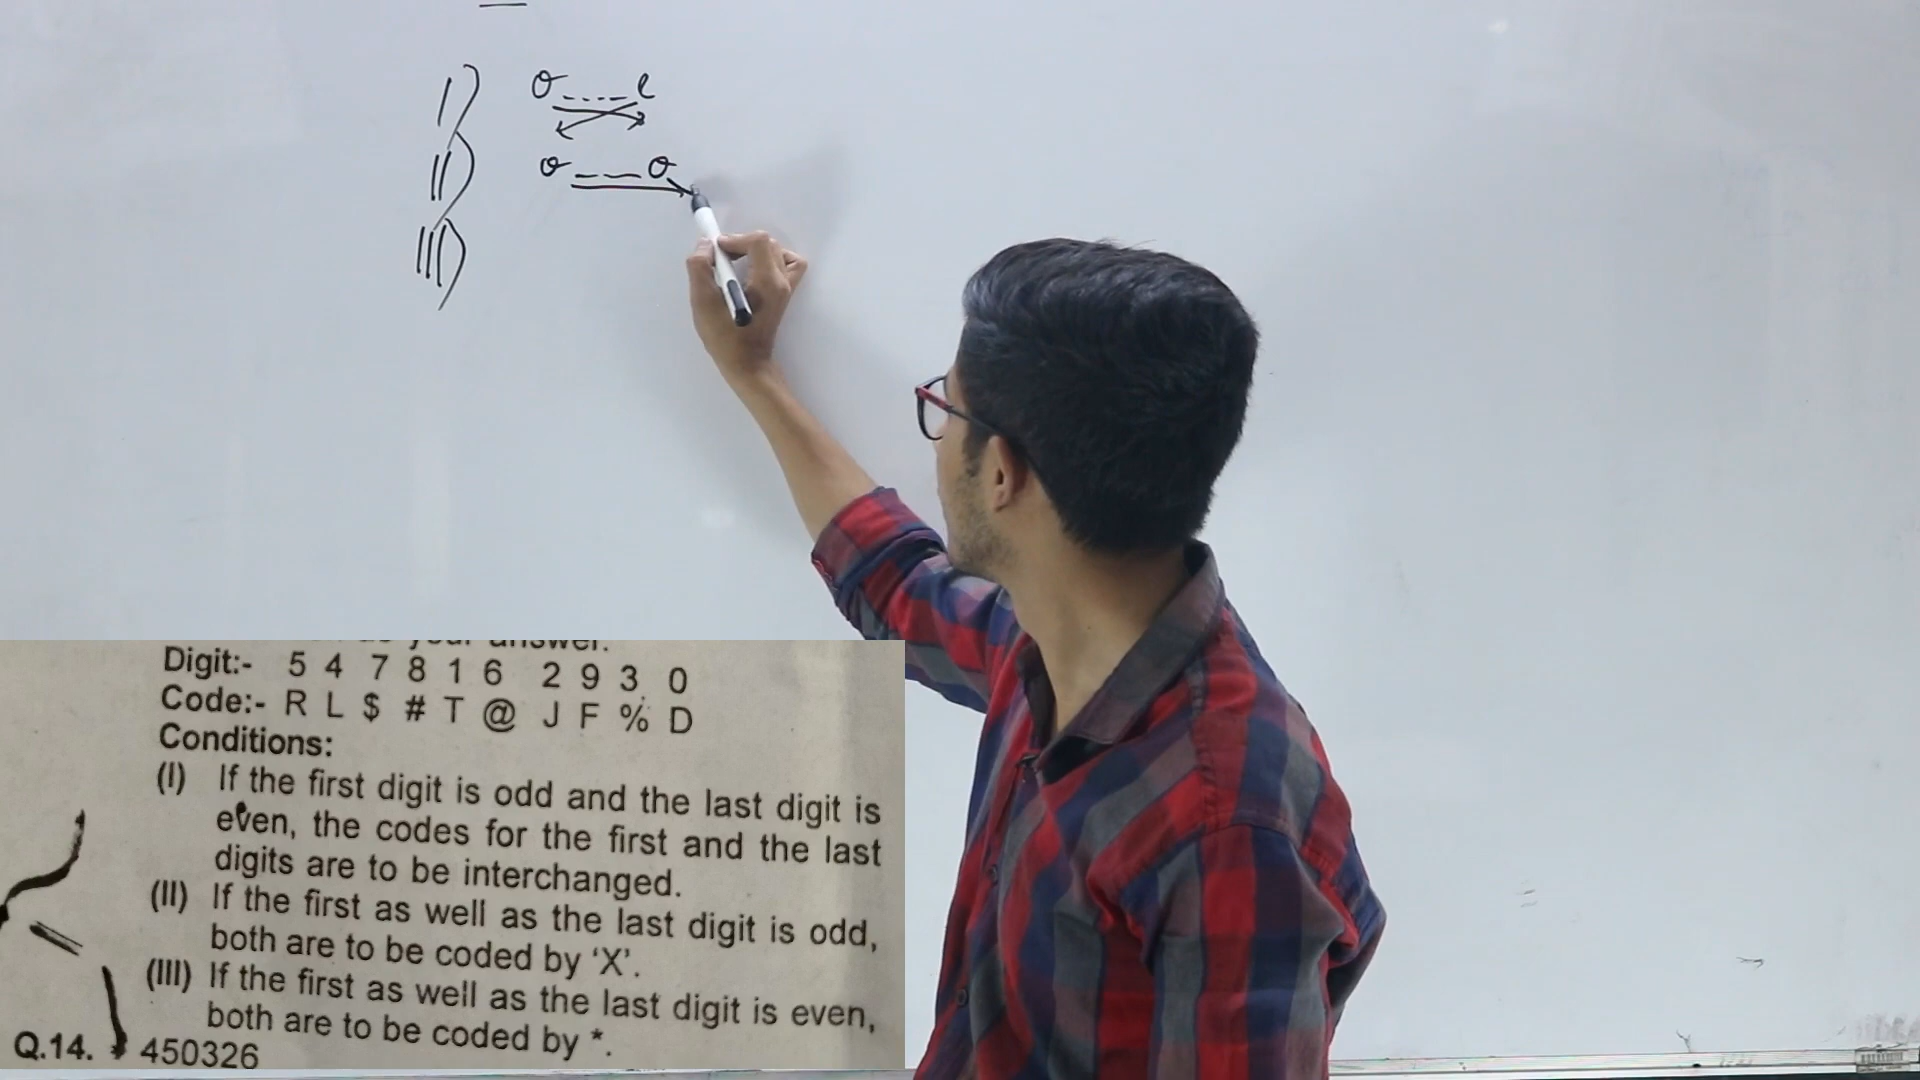 I) o ---- e
II) o --- o
III)
your answer.
Digit:- 5 4 7 8 1 6 2 9 3 0
Code:- R L $ # T @ J F % D
Conditions:
(I) If the first digit is odd and the last digit is
even, the codes for the first and the last
digits are to be interchanged.
(II) If the first as well as the last digit is odd,
both are to be coded by ‘X’.
(III) If the first as well as the last digit is even,
both are to be coded by *.
Q.14. 450326